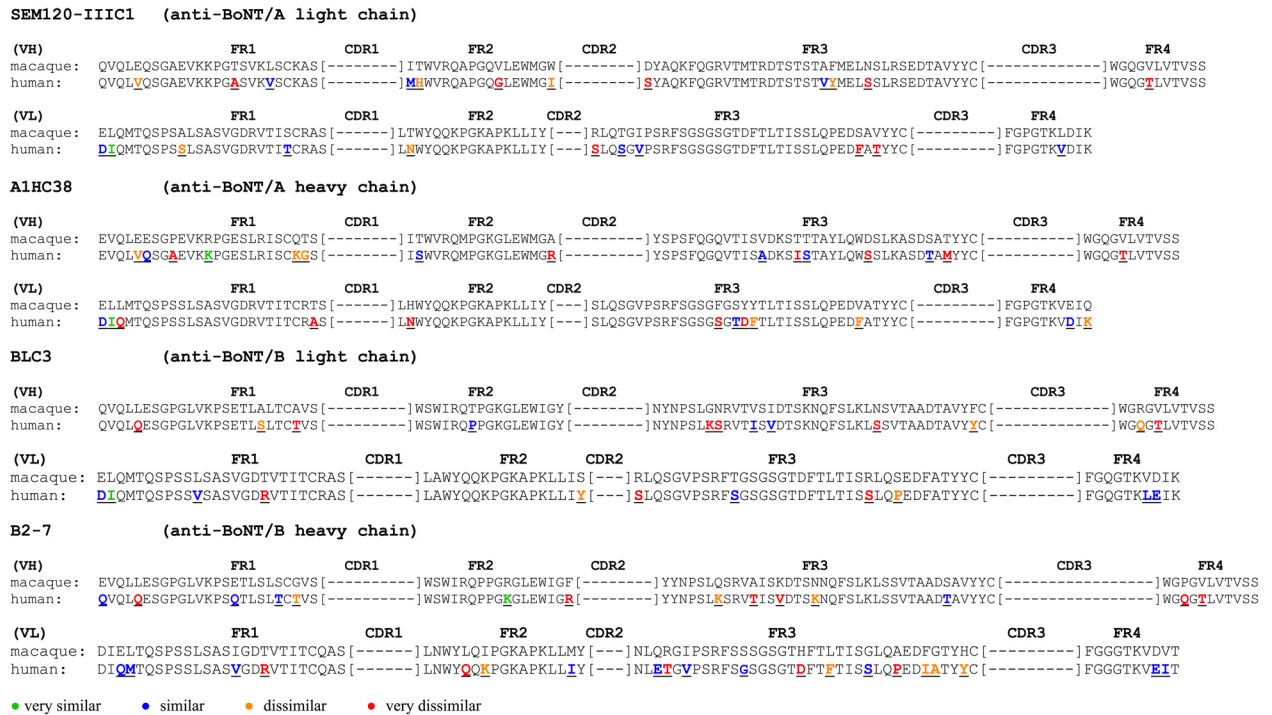 SEM120-IIIC1 (anti-BoNT/A light chain)
(VH) FR1 CDR1 FR2 CDR2 FR3 CDR3 FR4
macaque: QVQLEQSGAEVKKPGTSVKLSCKAS[--------]ITWVRQAPGQVLEWMGW[--------]DYAQKFQGRVTMTRDTSTSTAFMELNSLRSEDTAVYYC[------------]WGQGVLVTVSS
human: QVQLVQSGAEVKKPGASVKVSCKAS[--------]MHWVRQAPGQGLEWMGI[--------]SYAQKFQGRVTMTRDTSTSTVYMELSSLRSEDTAVYYC[------------]WGQGTLVTVSS
(VL) FR1 CDR1 FR2 CDR2 FR3 CDR3 FR4
macaque: ELQMTQSPSALSASVGDRVTISCRAS[------]LTWYQQKPGKAPKLLIY[---]RLQTGIPSRFSGSGSGTDFTLTISSLQPEDSAVYYC[---------]FGPGTKLDIK
human: DIQMTQSPSSLSASVGDRVTITCRAS[------]LNWYQQKPGKAPKLLIY[---]SLQSGVPSRFSGSGSGTDFTLTISSLQPEDFATYYC[---------]FGPGTKVDIK
A1HC38 (anti-BoNT/A heavy chain)
(VH) FR1 CDR1 FR2 CDR2 FR3 CDR3 FR4
macaque: EVQLEESGPEVKRPGESLRISCQTS[--------]ITWVRQMPGKGLEWMGA[--------]YSPSFQGQVTISVDKSTTTAYLQWDSLKASDSATYYC[----------]WGQGVLVTVSS
human: EVQLVQSGAEVKKPGESLRISCKGS[--------]ISWVRQMPGKGLEWMGR[--------]YSPSFQGQVTISADKSISTAYLQWSSLKASDTAMYYC[----------]WGQGTLVTVSS
(VL) FR1 CDR1 FR2 CDR2 FR3 CDR3 FR4
macaque: ELLMTQSPSSLSASVGDRVTITCRTS[------]LHWYQQKPGKAPKLLIY[---]SLQSGVPSRFSGSGFGSYYTLTISSLQPEDVATYYC[---------]FGPGTKVEIQ
human: DIQMTQSPSSLSASVGDRVTITCRAS[------]LNWYQQKPGKAPKLLIY[---]SLQSGVPSRFSGSGSGTDFTLTISSLQPEDFATYYC[---------]FGPGTKVDIK
BLC3 (anti-BoNT/B light chain)
(VH) FR1 CDR1 FR2 CDR2 FR3 CDR3 FR4
macaque: QVQLLESGPGLVKPSETLALTCAVS[--------]WSWIRQTPGKGLEWIGY[-------]NYNPSLGNRVTVSIDTSKNQFSLKLNSVTAADTAVYFC[-------------]WGRGVLVTVSS
human: QVQLQESGPGLVKPSETLSLTCTVS[--------]WSWIRQPPGKGLEWIGY[-------]NYNPSLKSRVTISVDTSKNQFSLKLSSVTAADTAVYYC[-------------]WGQGTLVTVSS
(VL) FR1 CDR1 FR2 CDR2 FR3 CDR3 FR4
macaque: ELQMTQSPSSLSASVGDTVTITCRAS[------]LAWYQQKPGKAPKLLIS[---]RLQSGVPSRFTGSGSGTDFTLTISRLQSEDFATYYC[---------]FGQGTKVDIK
human: DIQMTQSPSSVSASVGDRVTITCRAS[------]LAWYQQKPGKAPKLLIY[---]SLQSGVPSRFSGSGSGTDFTLTISSLQPEDFATYYC[---------]FGQGTKLEIK
B2-7 (anti-BoNT/B heavy chain)
(VH) FR1 CDR1 FR2 CDR2 FR3 CDR3 FR4
macaque: EVQLLESGPGLVKPSETLSLSCGVS[---------]WSWIRQPPGRGLEWIGF[-------]YYNPSLQSRVAISKDTSNNQFSLKLSSVTAADSAVYYC[------------------]WGPGVLVTVSS
human: QVQLQESGPGLVKPSQTLSLTCTVS[---------]WSWIRQPPGKGLEWIGR[-------]YYNPSLKSRVTISVDTSKNQFSLKLSSVTAADTAVYYC[------------------]WGQGTLVTVSS
(VL) FR1 CDR1 FR2 CDR2 FR3 CDR3 FR4
macaque: DIELTQSPSSLSASIGDTVTITCQAS[------]LNWYLQIPGKAPKLLMY[---]NLQRGIPSRFSSSGSGTHFTLTISGLQAEDFGTYHC[---------]FGGGTKVDVT
human: DIQMTQSPSSLSASVGDRVTITCQAS[------]LNWYQQKPGKAPKLLIY[---]NLETGVPSRFSGSGSGTDFTFTISSLQPEDIATYYC[---------]FGGGTKVEIT
very similar similar dissimilar very dissimilar